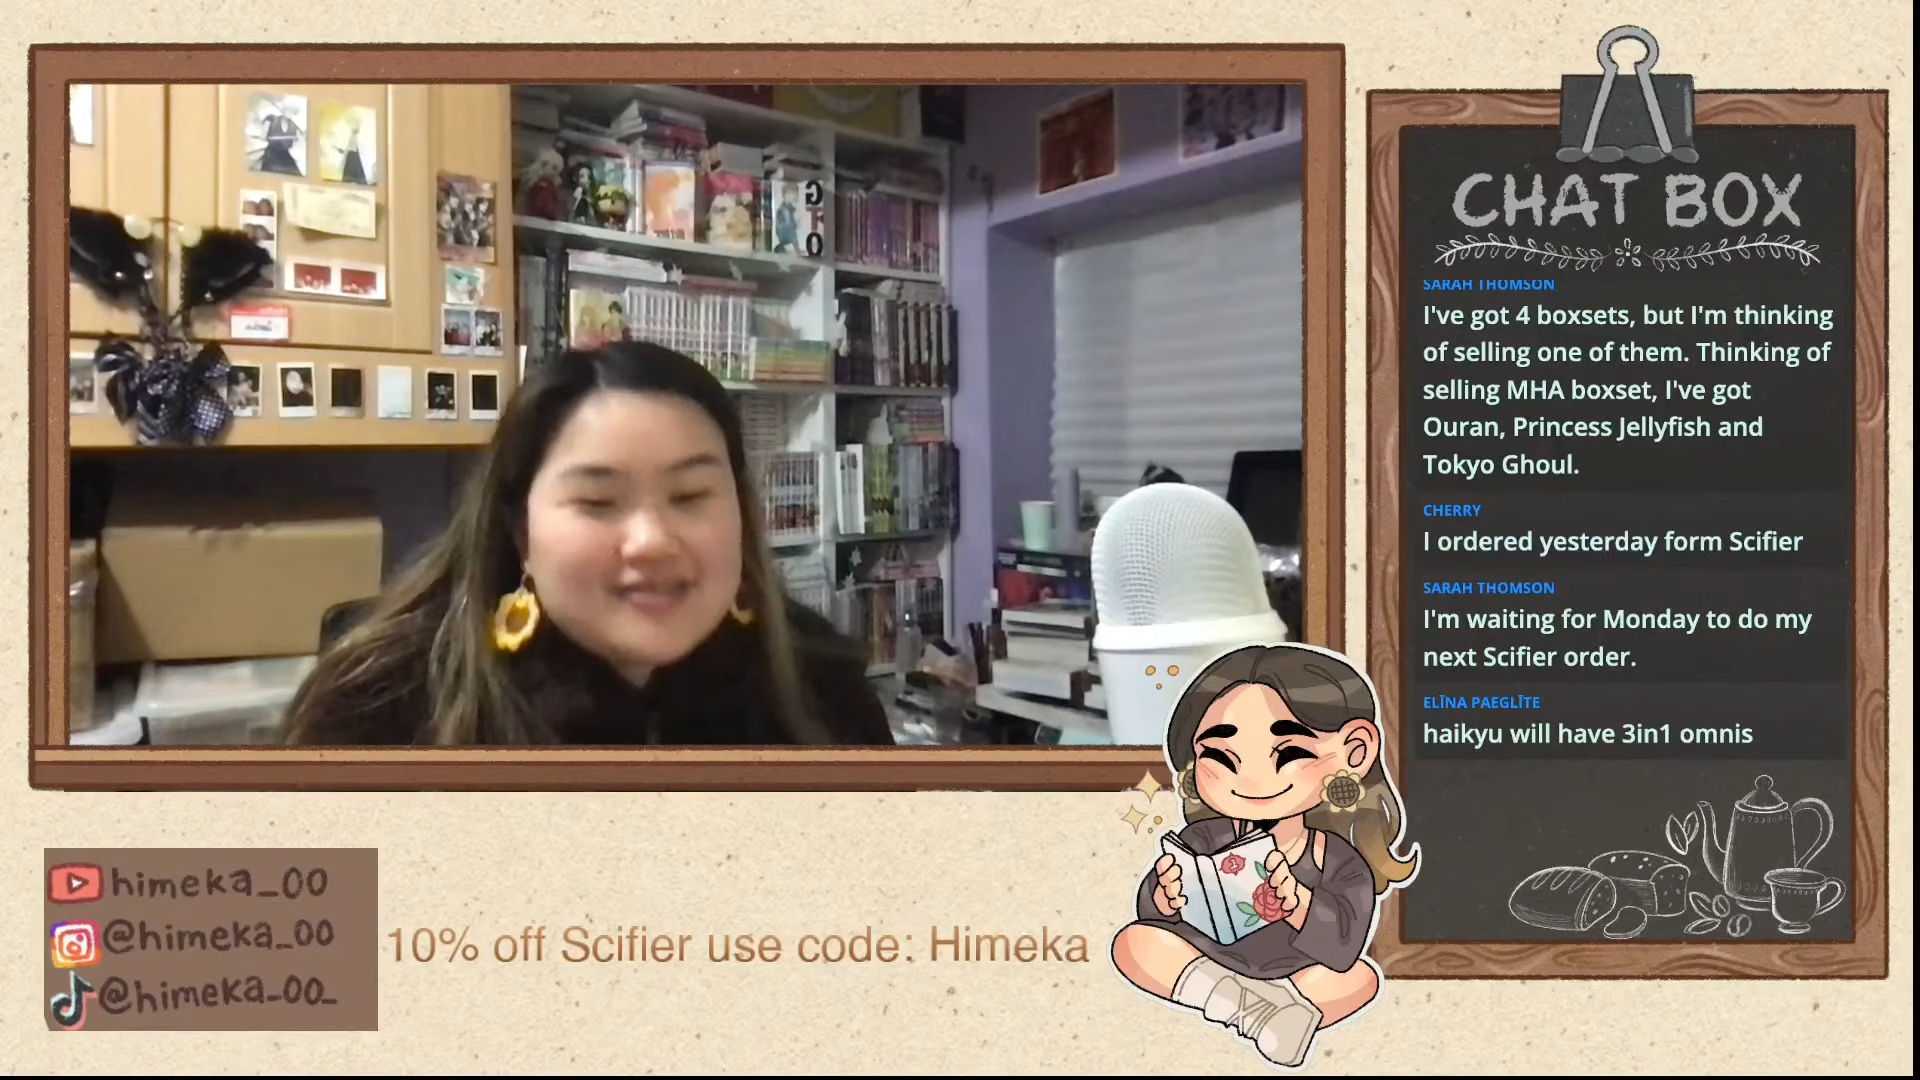 CHAT BOX
SARAH THOMSON
I've got 4 boxsets, but I'm thinking
of selling one of them. Thinking of
selling MHA boxset, I've got
Ouran, Princess Jellyfish and
Tokyo Ghoul.
CHERRY
I ordered yesterday form Scifier
SARAH THOMSON
I'm waiting for Monday to do my
next Scifier order.
ELĪNA PAEGLĪTE
haikyu will have 3in1 omnis
himeka_00
@himeka_00
@himeka_00_
10% off Scifier use code: Himeka